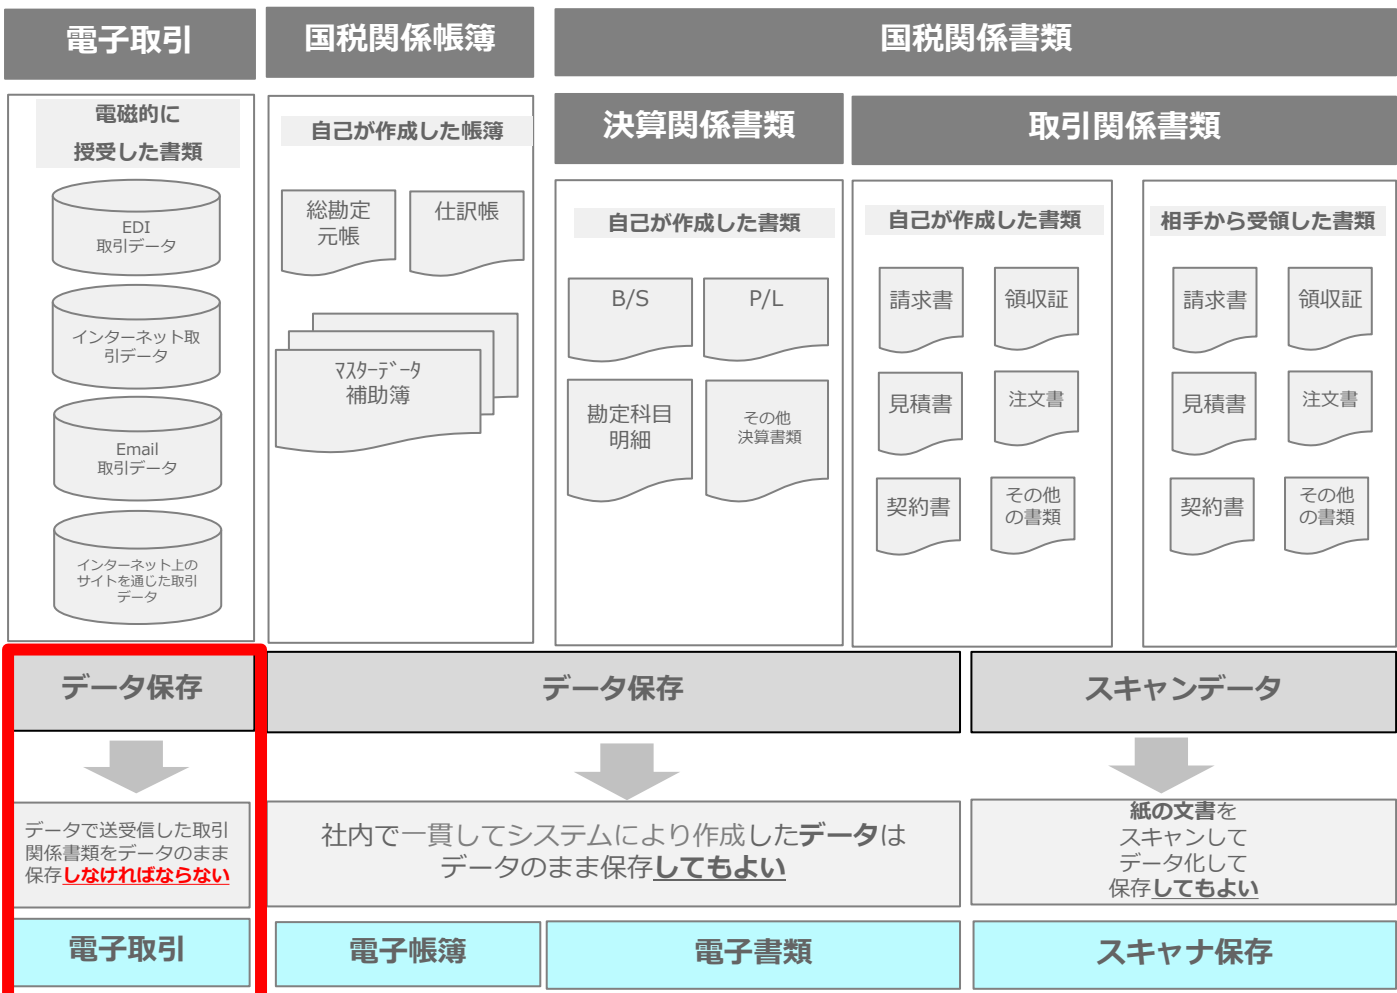 電子取引
国税関係帳簿
国税関係書類
電磁的に
授受した書類
自己が作成した帳簿
決算関係書類
取引関係書類
EDI
取引データ
インターネット取
引データ
Email
取引データ
インターネット上の
サイトを通じた取引
データ
総勘定
元帳
仕訳帳
ﾏｽﾀｰﾃﾞｰﾀ
補助簿
自己が作成した書類
B/S
P/L
勘定科目
明細
その他
決算書類
自己が作成した書類
請求書
領収証
見積書
注文書
契約書
その他
の書類
相手から受領した書類
請求書
領収証
見積書
注文書
契約書
その他
の書類
データ保存
データ保存
スキャンデータ
データで送受信した取引
関係書類をデータのまま
保存しなければならない
社内で一貫してシステムにより作成したデータは
データのまま保存してもよい
紙の文書を
スキャンして
データ化して
保存してもよい
電子取引
電子帳簿
電子書類
スキャナ保存